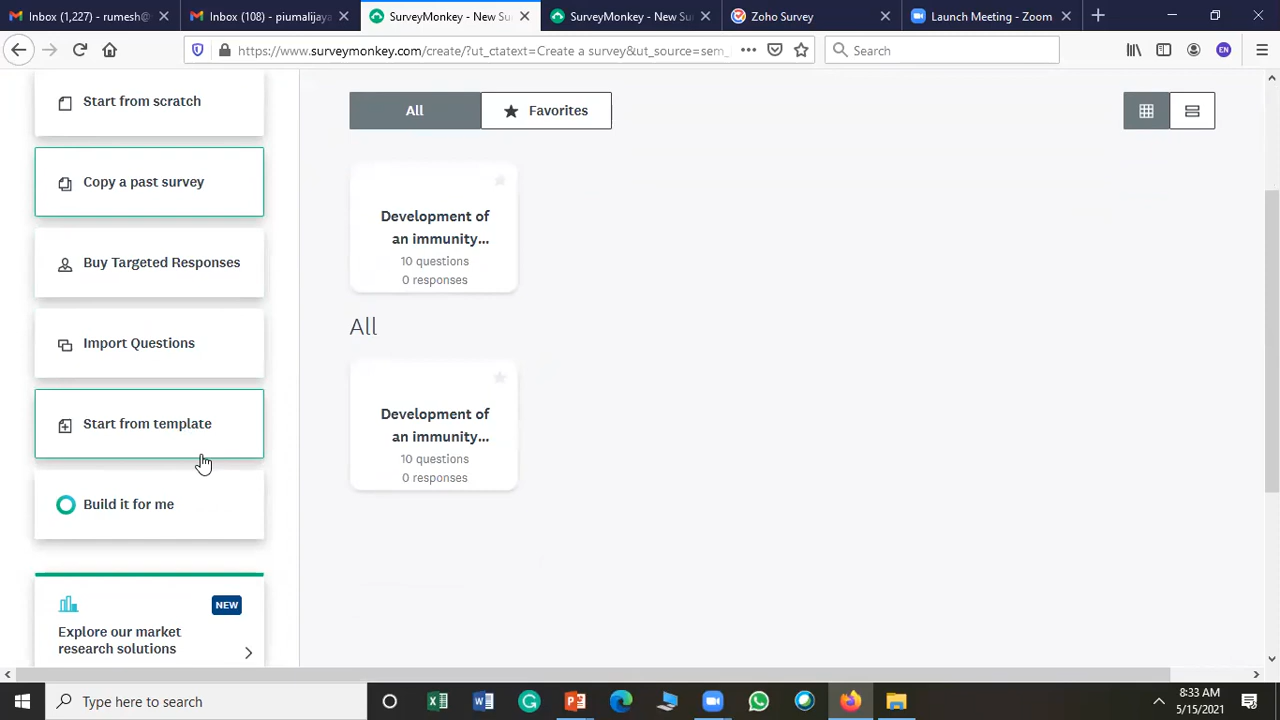 Inbox (1,227) - rumesh@
Inbox (108) - piumalijaya
SurveyMonkey - New Su
SurveyMonkey - New Su
Zoho Survey
Launch Meeting - Zoom
https://www.surveymonkey.com/create/?ut_ctatext=Create a survey&ut_source=sem_
Search
EN
Start from scratch
Copy a past survey
Buy Targeted Responses
Import Questions
Start from template
Build it for me
NEW
Explore our market
research solutions
All
Favorites
Development of
an immunity...
10 questions
0 responses
All
Development of
an immunity...
10 questions
0 responses
Type here to search
8:33 AM
5/15/2021